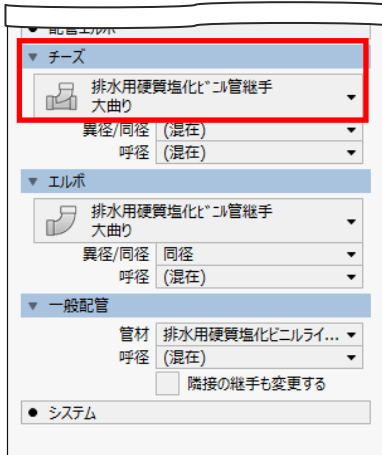 ● 配管エルボ
▼ チーズ
排水用硬質塩化ﾋﾞﾆﾙ管継手
大曲り
異径/同径 (混在)
呼径 (混在)
▼ エルボ
排水用硬質塩化ﾋﾞﾆﾙ管継手
大曲り
異径/同径 同径
呼径 (混在)
▼ 一般配管
管材 排水用硬質塩化ビニルライ...
呼径 (混在)
隣接の継手も変更する
● システム